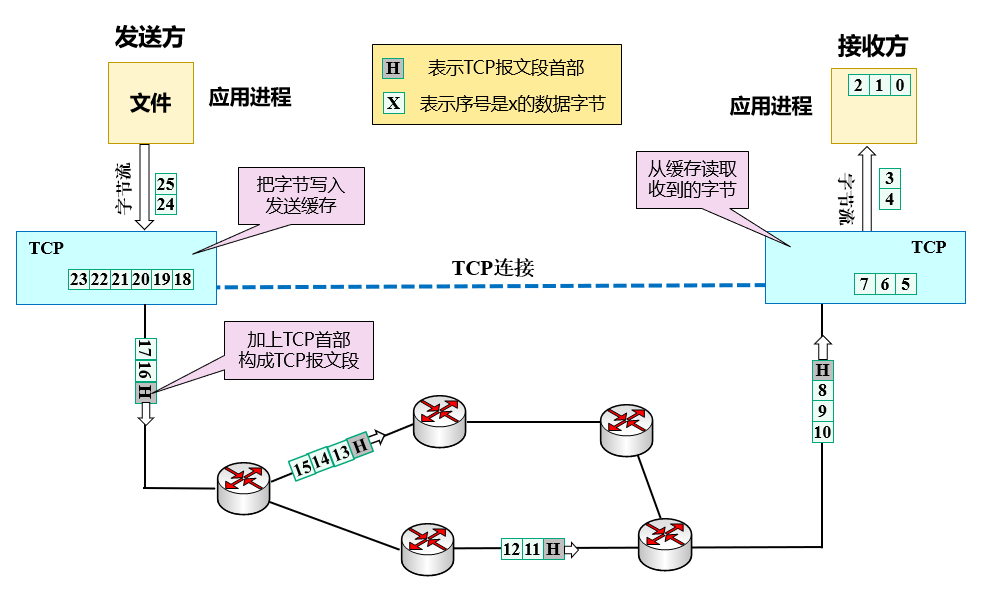 发送方
接收方
文件
应用进程
H 表示TCP报文段首部
X 表示序号是x的数据字节
应用进程
2 1 0
字节流
25
24
把字节写入
发送缓存
从缓存读取
收到的字节
字节流
3
4
TCP
23 22 21 20 19 18
TCP连接
TCP
7 6 5
17 16 H
加上TCP首部
构成TCP报文段
15 14 13 H
12 11 H
H
8
9
10